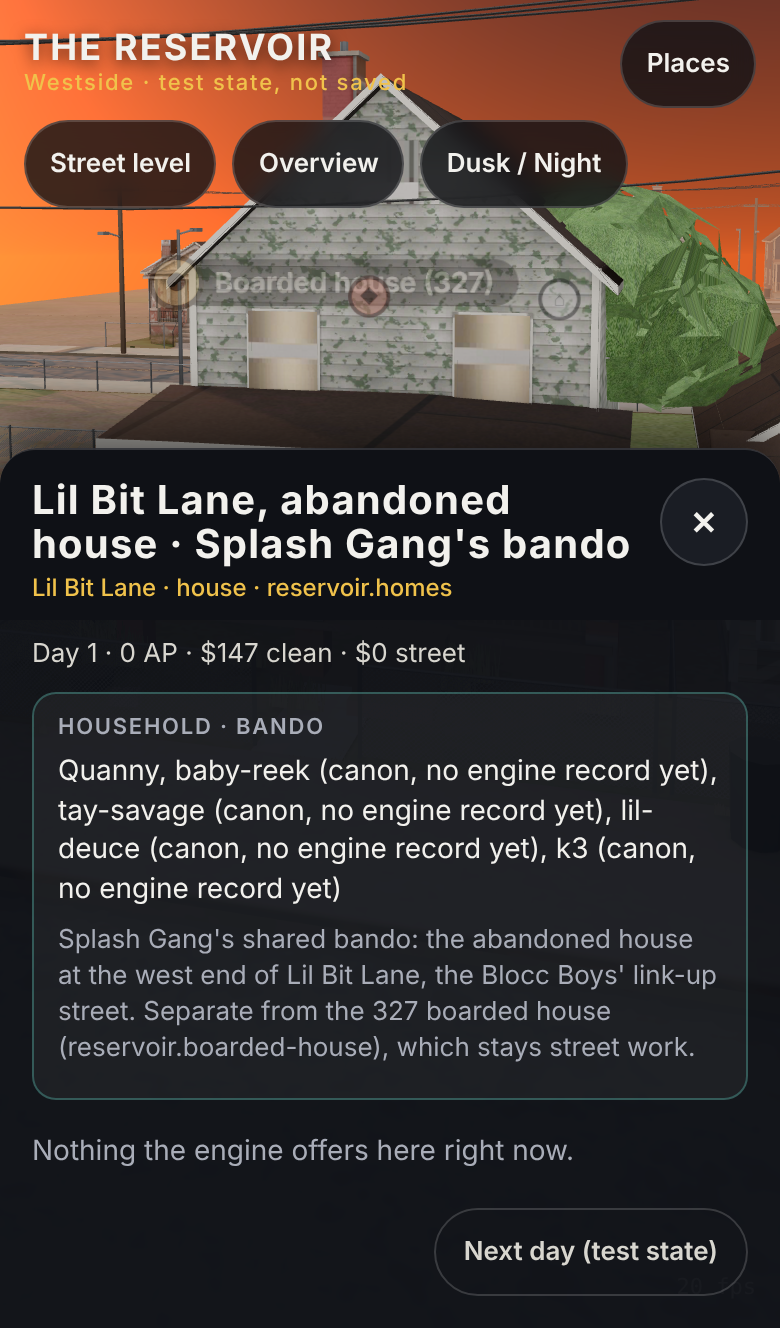 THE RESERVOIR
Westside · test state, not saved
Places
Street level
Overview
Dusk / Night
Boarded house (327)
Lil Bit Lane, abandoned
house · Splash Gang's bando
×
Lil Bit Lane · house · reservoir.homes
Day 1 · 0 AP · $147 clean · $0 street
HOUSEHOLD · BANDO
Quanny, baby-reek (canon, no engine record yet),
tay-savage (canon, no engine record yet), lil-
deuce (canon, no engine record yet), k3 (canon,
no engine record yet)
Splash Gang's shared bando: the abandoned house
at the west end of Lil Bit Lane, the Blocc Boys' link-up
street. Separate from the 327 boarded house
(reservoir.boarded-house), which stays street work.
Nothing the engine offers here right now.
Next day (test state)
20 fps